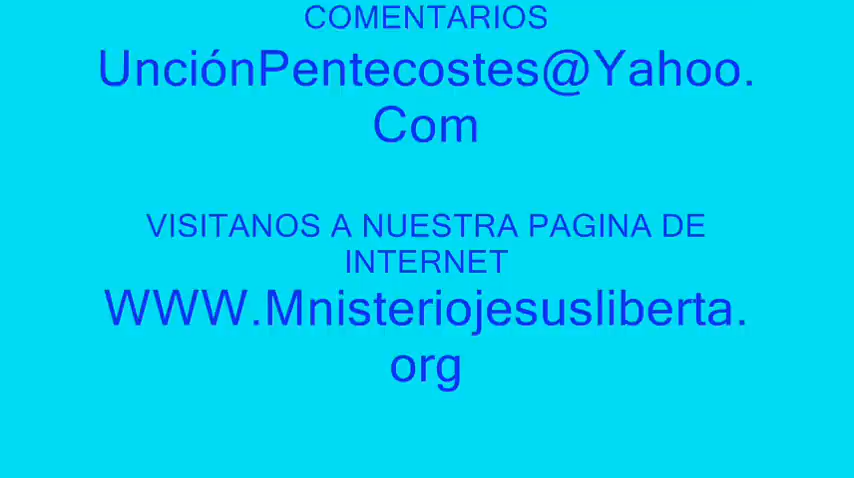 COMENTARIOS
UnciónPentecostes@Yahoo.
Com
VISITANOS A NUESTRA PAGINA DE
INTERNET
WWW.Mnisteriojesusliberta.
org